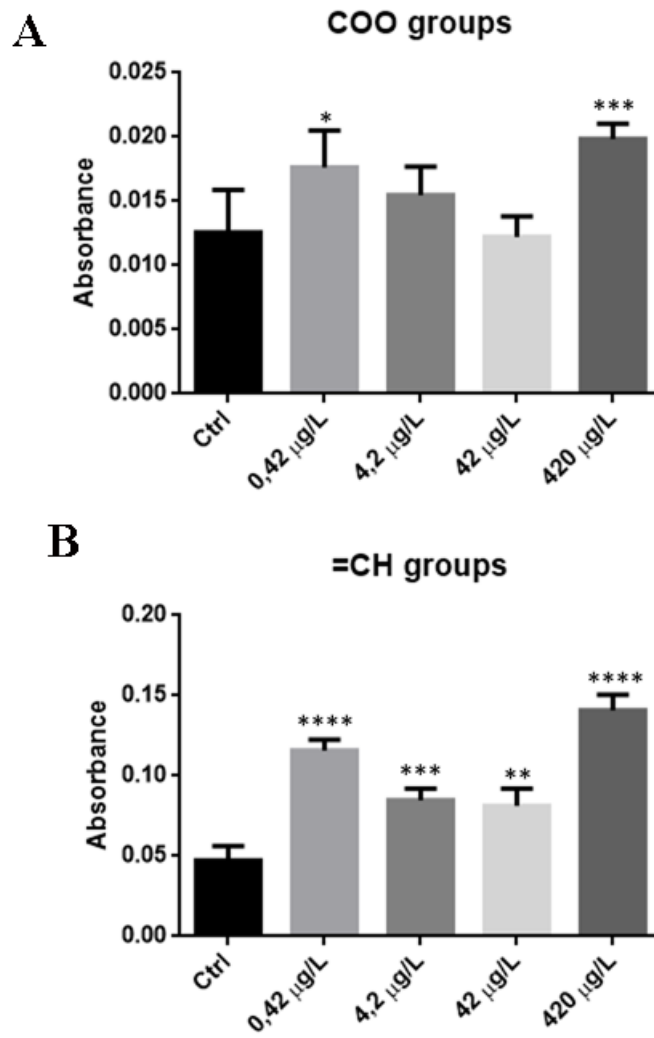 A
COO groups
Absorbance
0.025
0.020
0.015
0.010
0.005
0.000
*
***
Ctrl
0,42 µg/L
4,2 µg/L
42 µg/L
420 µg/L
B
=CH groups
Absorbance
0.20
0.15
0.10
0.05
0.00
****
***
**
****
Ctrl
0,42 µg/L
4,2 µg/L
42 µg/L
420 µg/L